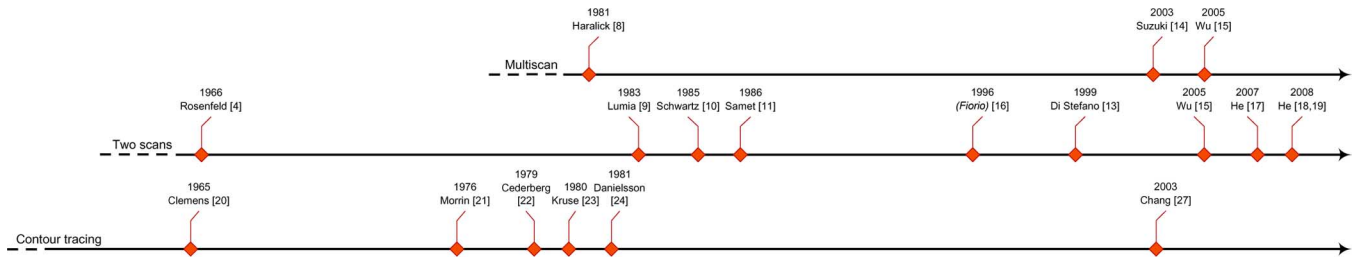 1981
Haralick [8]
2003
Suzuki [14]
2005
Wu [15]
Multiscan
1966
Rosenfeld [4]
1983
Lumia [9]
1985
Schwartz [10]
1986
Samet [11]
1996
(Fiorio) [16]
1999
Di Stefano [13]
2005
Wu [15]
2007
He [17]
2008
He [18,19]
Two scans
1965
Clemens [20]
1976
Morrin [21]
1979
Cederberg
[22]
1980
Kruse [23]
1981
Danielsson
[24]
2003
Chang [27]
Contour tracing